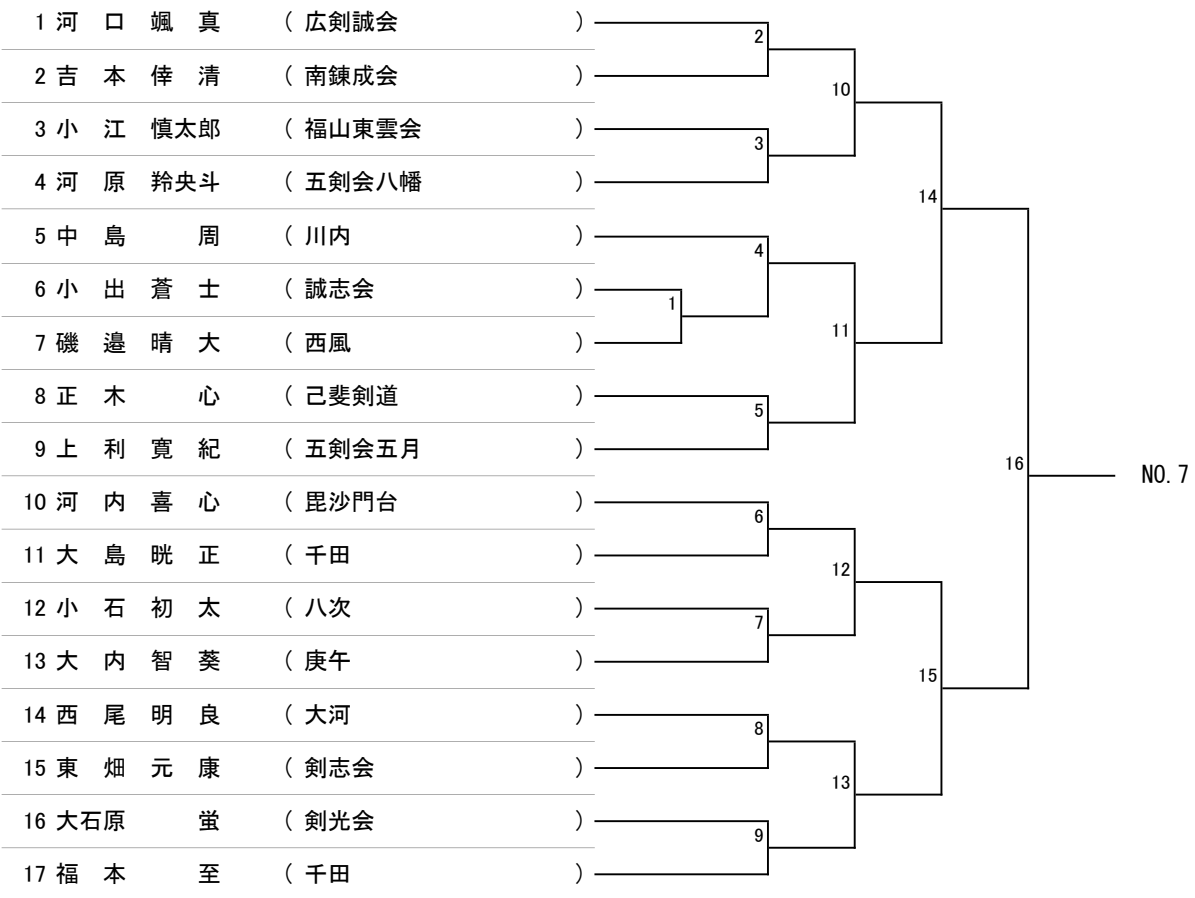 1 河口颯真 ( 広剣誠会 )
2 吉本倖清 ( 南錬成会 )
3 小江慎太郎 ( 福山東雲会 )
4 河原羚央斗 ( 五剣会八幡 )
5 中島周 ( 川内 )
6 小出蒼士 ( 誠志会 )
7 磯邉晴大 ( 西風 )
8 正木心 ( 己斐剣道 )
9 上利寛紀 ( 五剣会五月 )
10 河内喜心 ( 毘沙門台 )
11 大島晄正 ( 千田 )
12 小石初太 ( 八次 )
13 大内智葵 ( 庚午 )
14 西尾明良 ( 大河 )
15 東畑元康 ( 剣志会 )
16 大石原蛍 ( 剣光会 )
17 福本至 ( 千田 )
1
2
3
4
5
6
7
8
9
10
11
12
13
14
15
16
NO.7